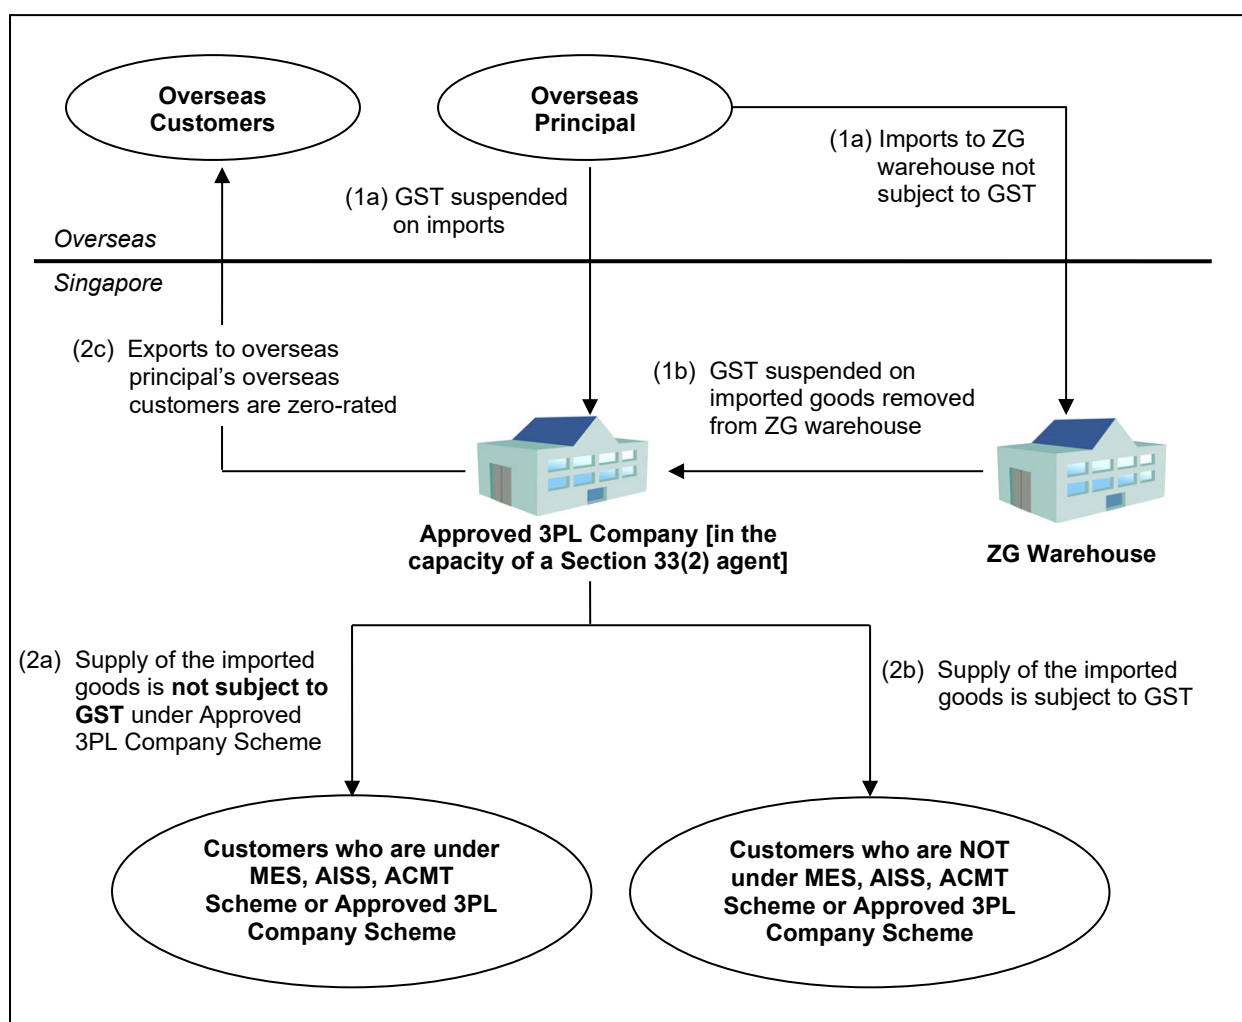 Overseas
Customers
Overseas
Principal
(1a) Imports to ZG
warehouse not
subject to GST
(1a) GST suspended
on imports
Overseas
Singapore
(2c) Exports to overseas
principal's overseas
customers are zero-rated
(1b) GST suspended on
imported goods removed
from ZG warehouse
Approved 3PL Company [in the
capacity of a Section 33(2) agent]
ZG Warehouse
(2a) Supply of the imported
goods is not subject to
GST under Approved
3PL Company Scheme
(2b) Supply of the imported
goods is subject to GST
Customers who are under
MES, AISS, ACMT
Scheme or Approved 3PL
Company Scheme
Customers who are NOT
under MES, AISS, ACMT
Scheme or Approved 3PL
Company Scheme